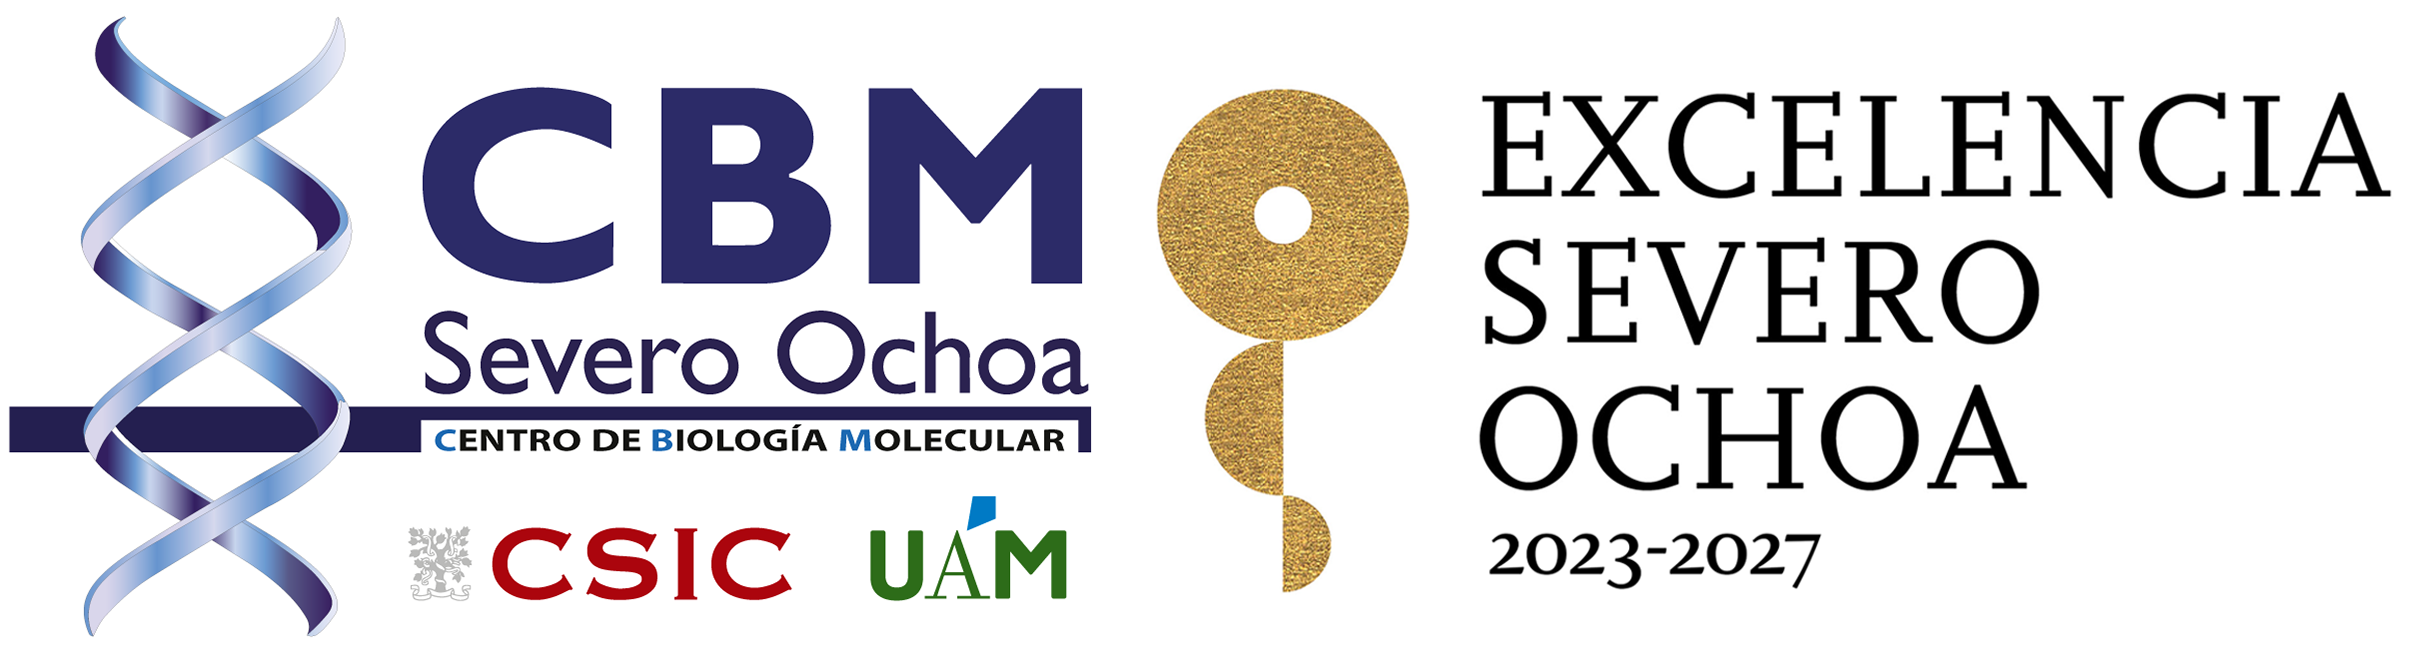 CBM
Severo Ochoa
CENTRO DE BIOLOGÍA MOLECULAR
CSIC
UAM
EXCELENCIA
SEVERO
OCHOA
2023-2027